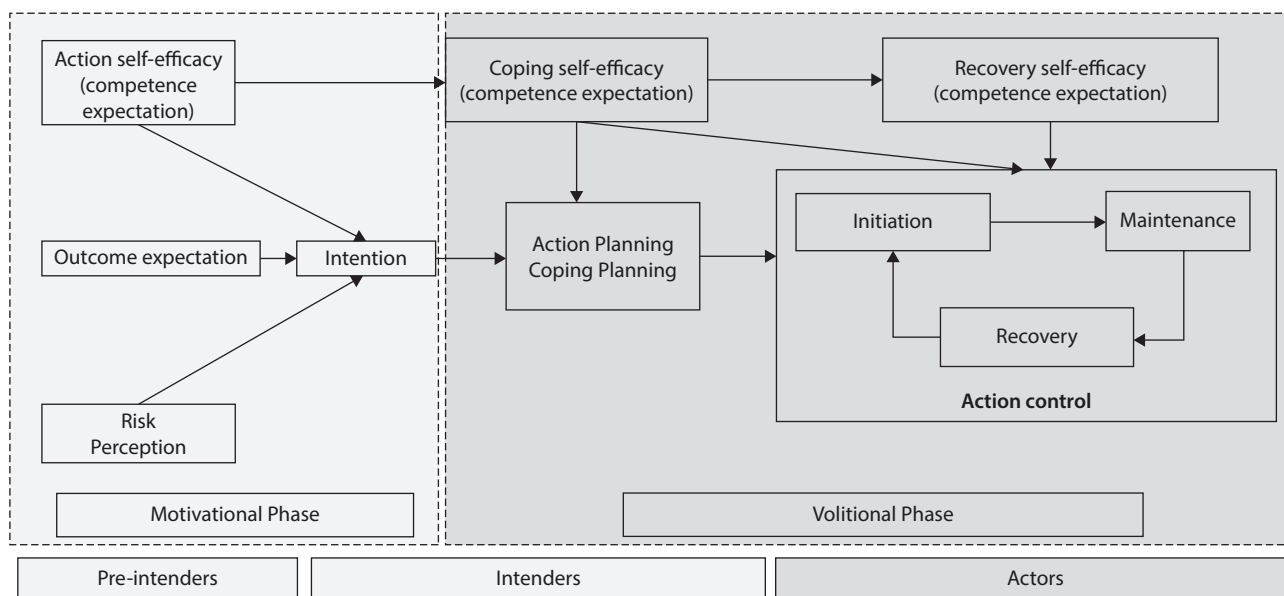 Action self-efficacy
(competence
expectation)
Coping self-efficacy
(competence expectation)
Recovery self-efficacy
(competence expectation)
Outcome expectation
Intention
Action Planning
Coping Planning
Initiation
Maintenance
Recovery
Action control
Risk
Perception
Motivational Phase
Volitional Phase
Pre-intenders
Intenders
Actors